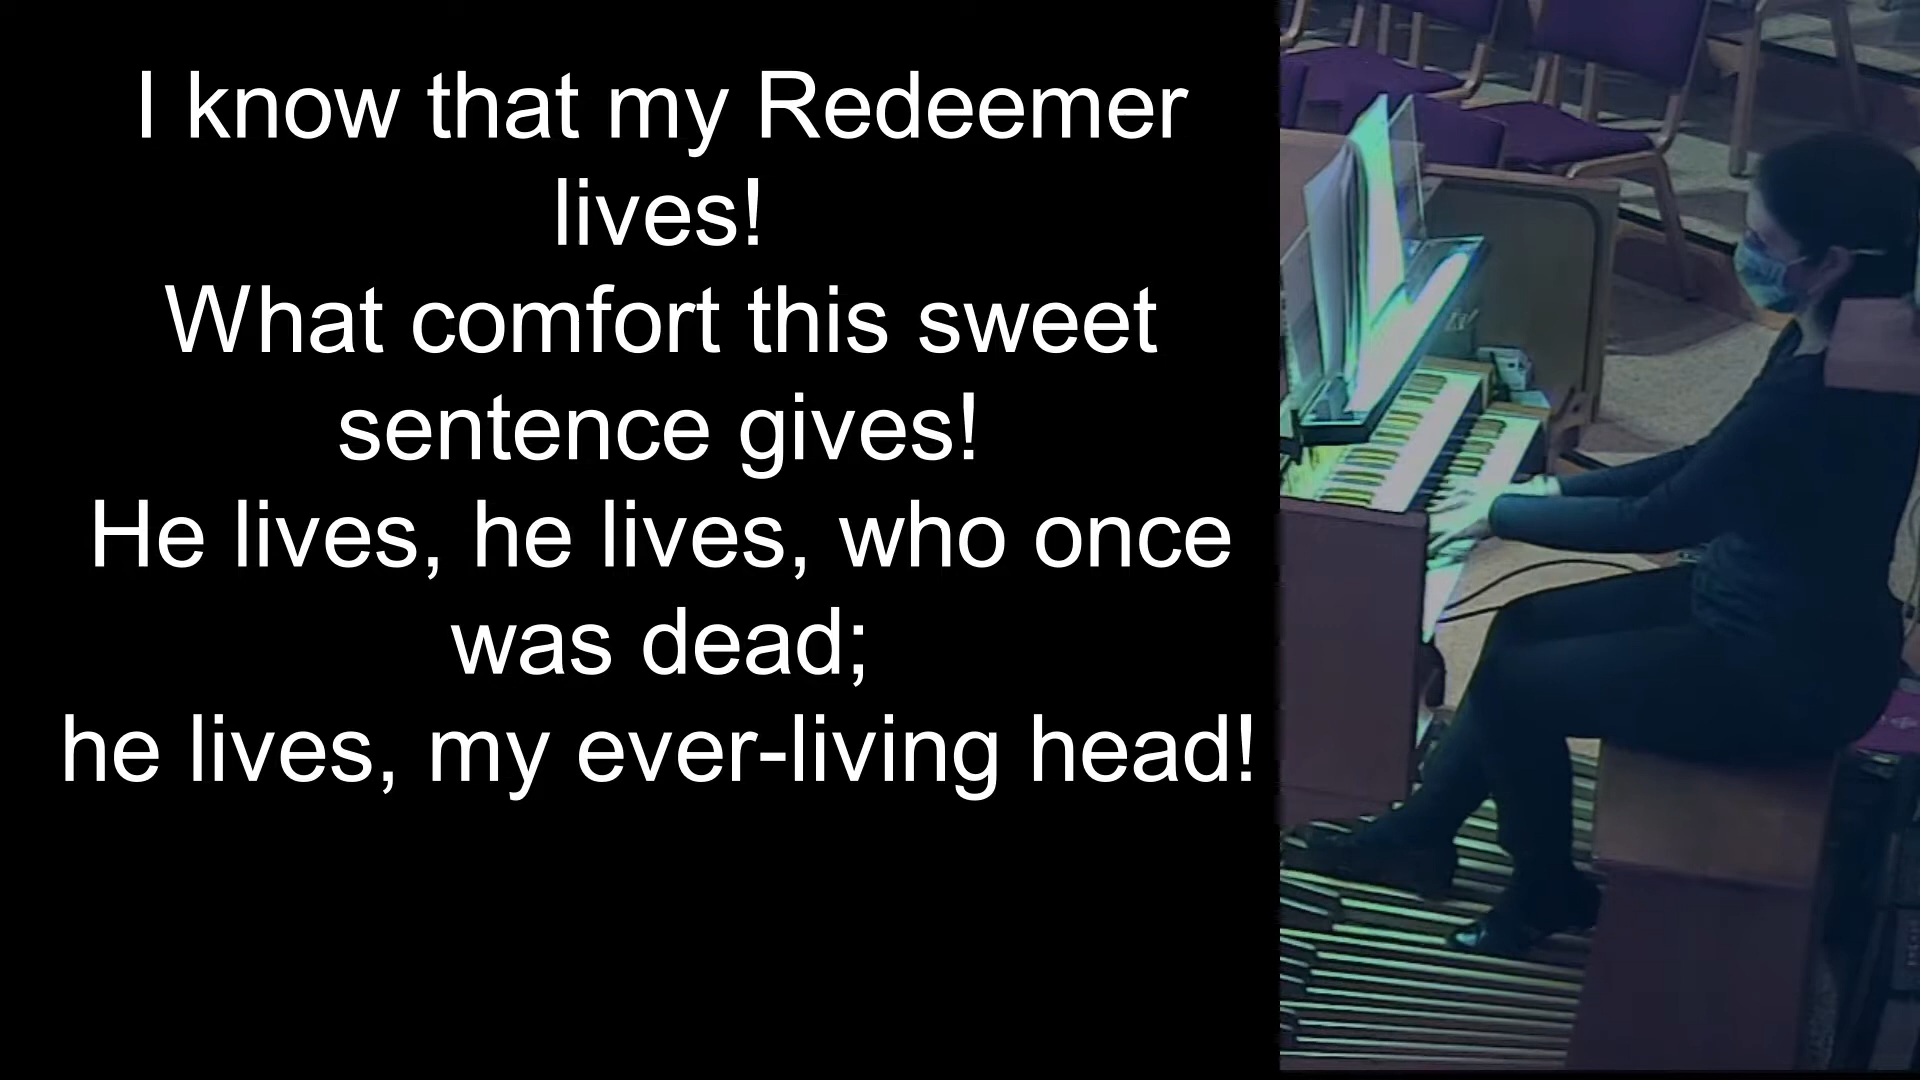 I know that my Redeemer
lives!
What comfort this sweet
sentence gives!
He lives, he lives, who once
was dead;
he lives, my ever-living head!